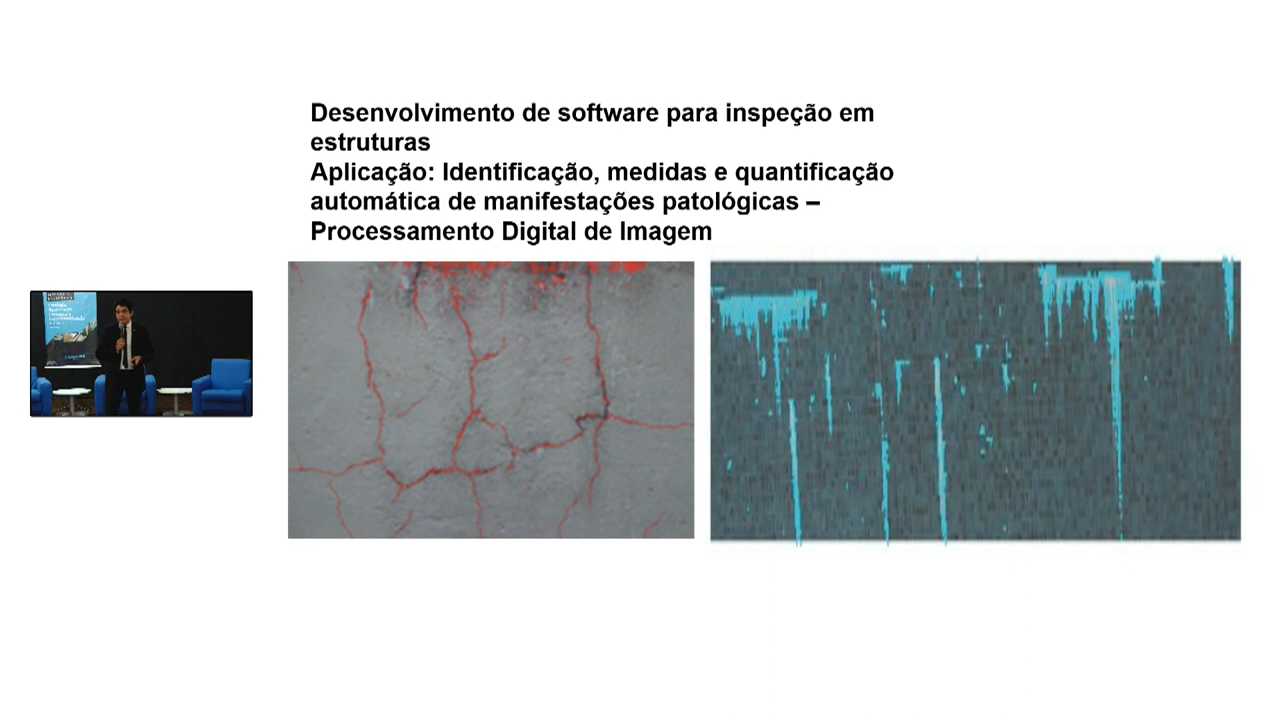 Desenvolvimento de software para inspeção em
estruturas
Aplicação: Identificação, medidas e quantificação
automática de manifestações patológicas –
Processamento Digital de Imagem